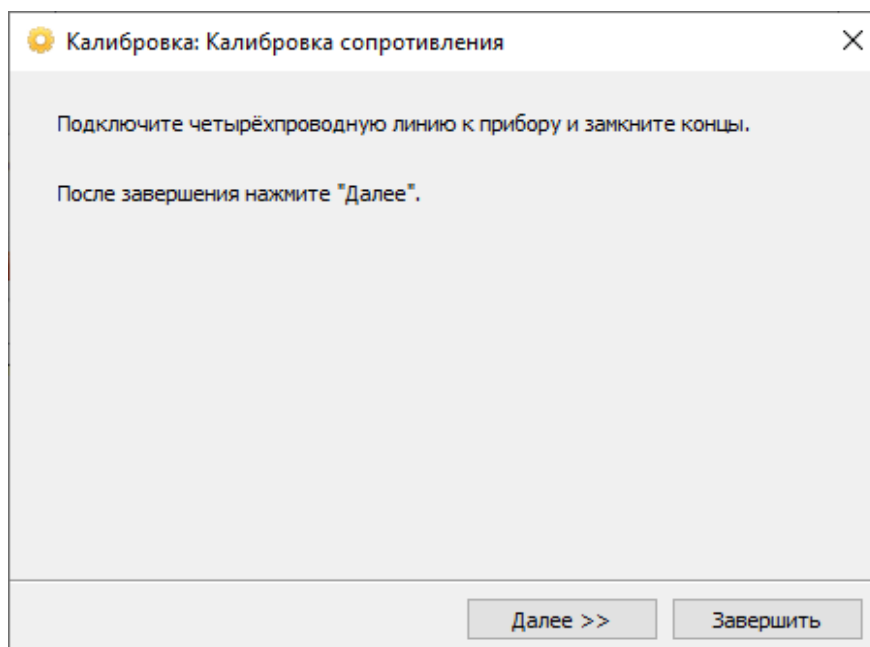 Калибровка: Калибровка сопротивления
Подключите четырёхпроводную линию к прибору и замкните концы.
После завершения нажмите "Далее".
Далее >>
Завершить